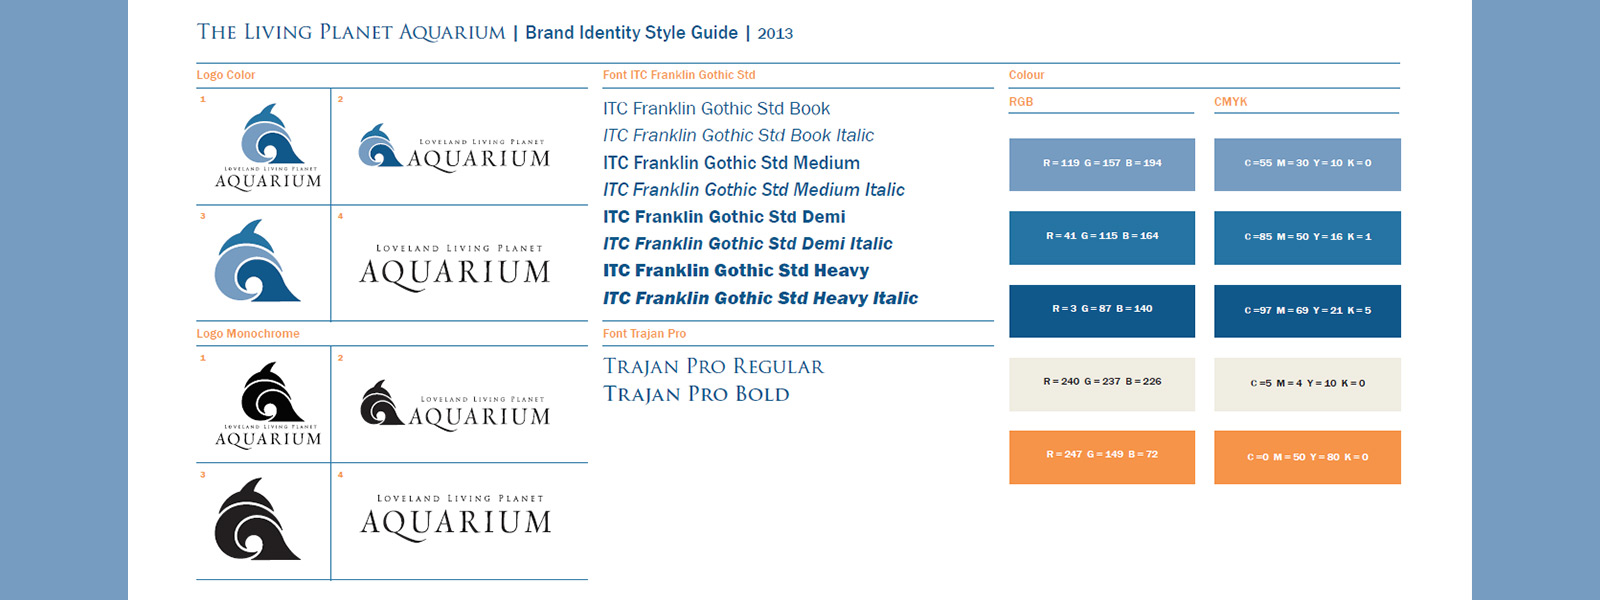 THE LIVING PLANET AQUARIUM | Brand Identity Style Guide | 2013
Logo Color
1
LOVELAND LIVING PLANET
AQUARIUM
2
LOVELAND LIVING PLANET
AQUARIUM
3
4
LOVELAND LIVING PLANET
AQUARIUM
Logo Monochrome
1
LOVELAND LIVING PLANET
AQUARIUM
2
LOVELAND LIVING PLANET
AQUARIUM
3
4
LOVELAND LIVING PLANET
AQUARIUM
Font ITC Franklin Gothic Std
ITC Franklin Gothic Std Book
ITC Franklin Gothic Std Book Italic
ITC Franklin Gothic Std Medium
ITC Franklin Gothic Std Medium Italic
ITC Franklin Gothic Std Demi
ITC Franklin Gothic Std Demi Italic
ITC Franklin Gothic Std Heavy
ITC Franklin Gothic Std Heavy Italic
Font Trajan Pro
TRAJAN PRO REGULAR
TRAJAN PRO BOLD
Colour
RGB
R=119 G=157 B=194
R=41 G=115 B=164
R=3 G=87 B=140
R=240 G=237 B=226
R=247 G=149 B=72
CMYK
C=55 M=30 Y=10 K=0
C=85 M=50 Y=16 K=1
C=97 M=69 Y=21 K=5
C=5 M=4 Y=10 K=0
C=0 M=50 Y=80 K=0